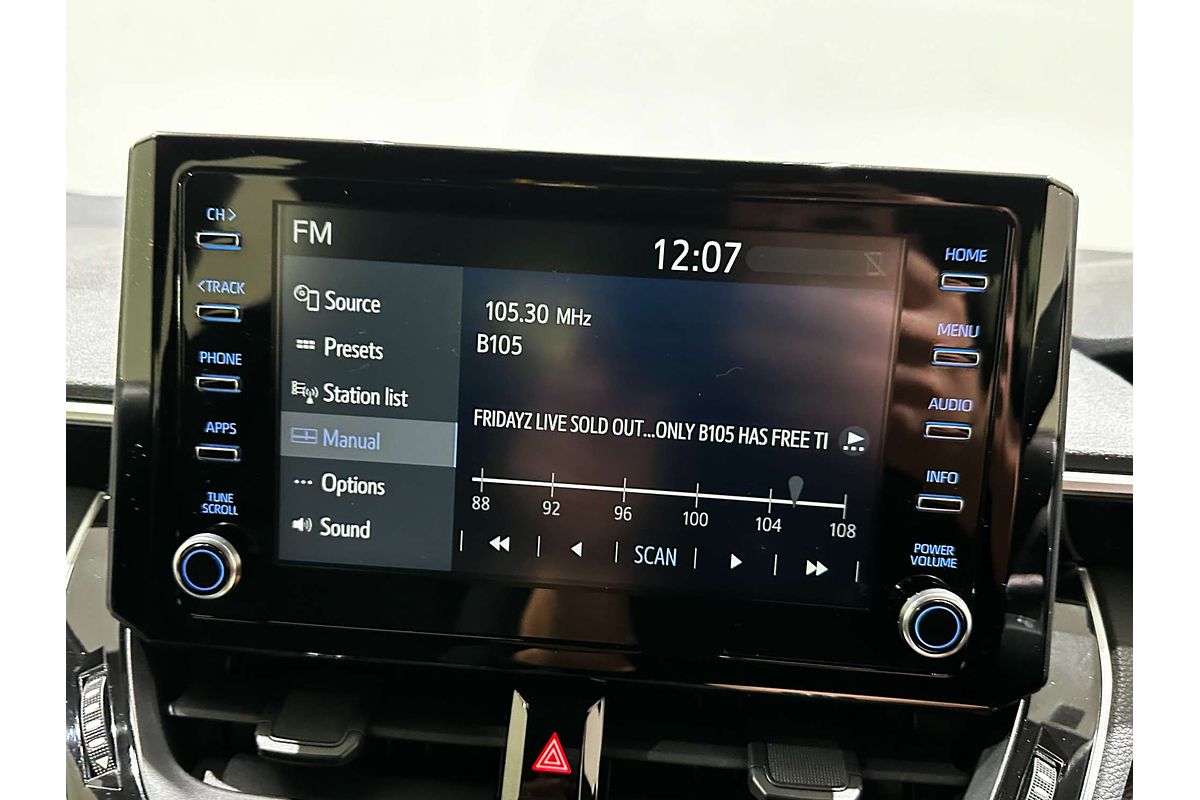 CH>
<TRACK
PHONE
APPS
TUNE
SCROLL
FM
12:07
Source
Presets
Station list
Manual
Options
Sound
105.30 MHz
B105
FRIDAYZ LIVE SOLD OUT...ONLY B105 HAS FREE TI
88 92 96 100 104 108
SCAN
HOME
MENU
AUDIO
INFO
POWER
VOLUME